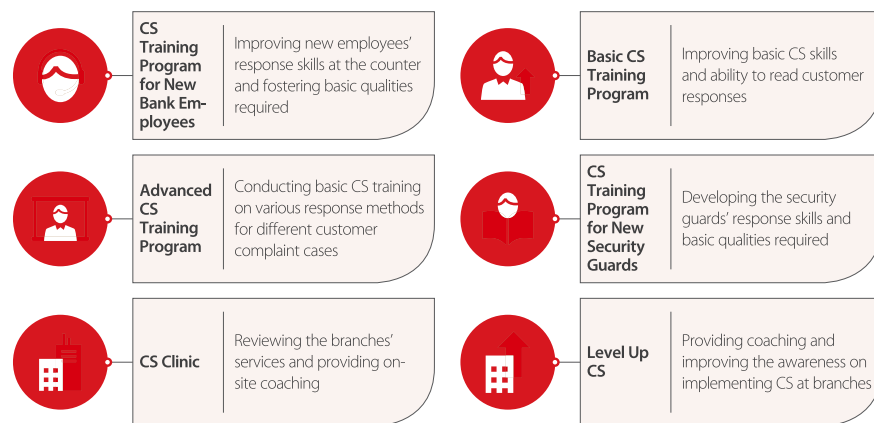 CS
Training
Program
for New
Bank Em-
ployees
Improving new employees’
response skills at the counter
and fostering basic qualities
required
Basic CS
Training
Program
Improving basic CS skills
and ability to read customer
responses
Advanced
CS
Training
Program
Conducting basic CS training
on various response methods
for different customer
complaint cases
CS
Training
Program
for New
Security
Guards
Developing the security
guards’ response skills and
basic qualities required
CS Clinic
Reviewing the branches’
services and providing on-
site coaching
Level Up
CS
Providing coaching and
improving the awareness on
implementing CS at branches